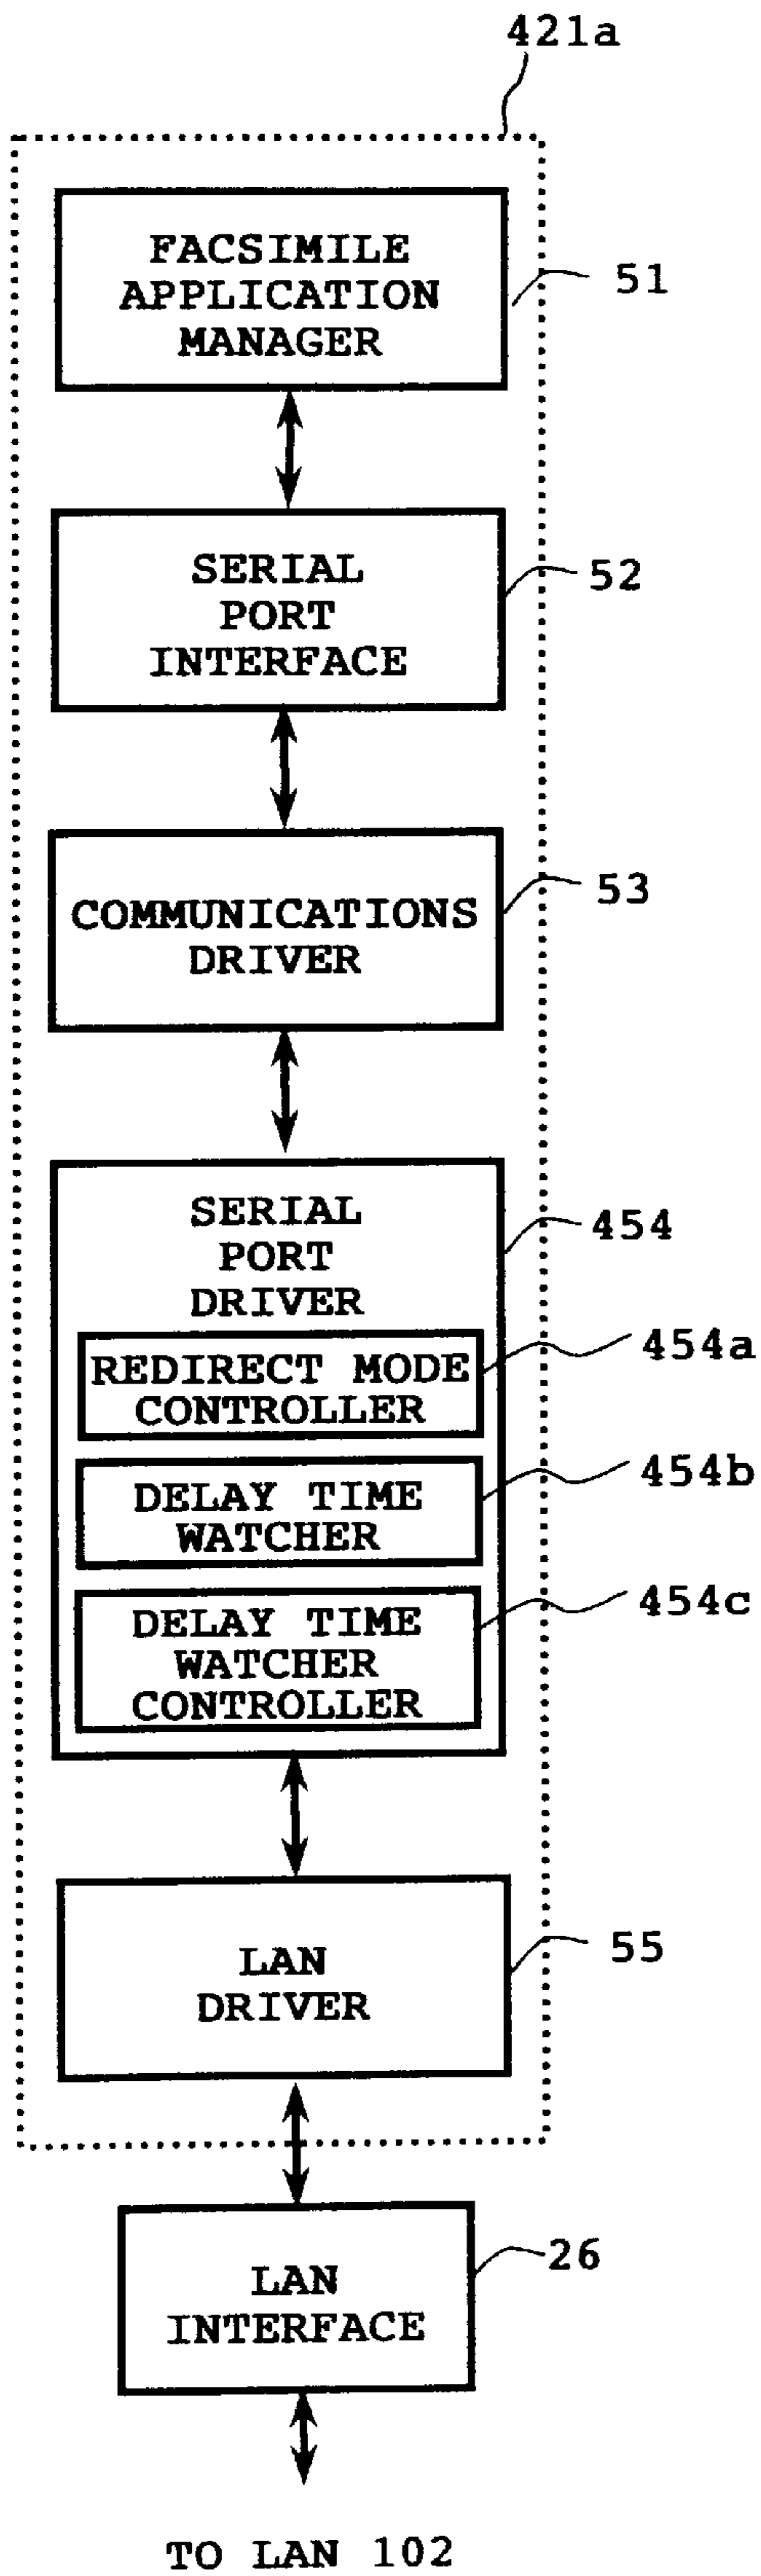 421a
FACSIMILE
APPLICATION
MANAGER
51
SERIAL
PORT
INTERFACE
52
COMMUNICATIONS
DRIVER
53
SERIAL
PORT
DRIVER
454
REDIRECT MODE
CONTROLLER
454a
DELAY TIME
WATCHER
454b
DELAY TIME
WATCHER
CONTROLLER
454c
LAN
DRIVER
55
LAN
INTERFACE
26
TO LAN 102